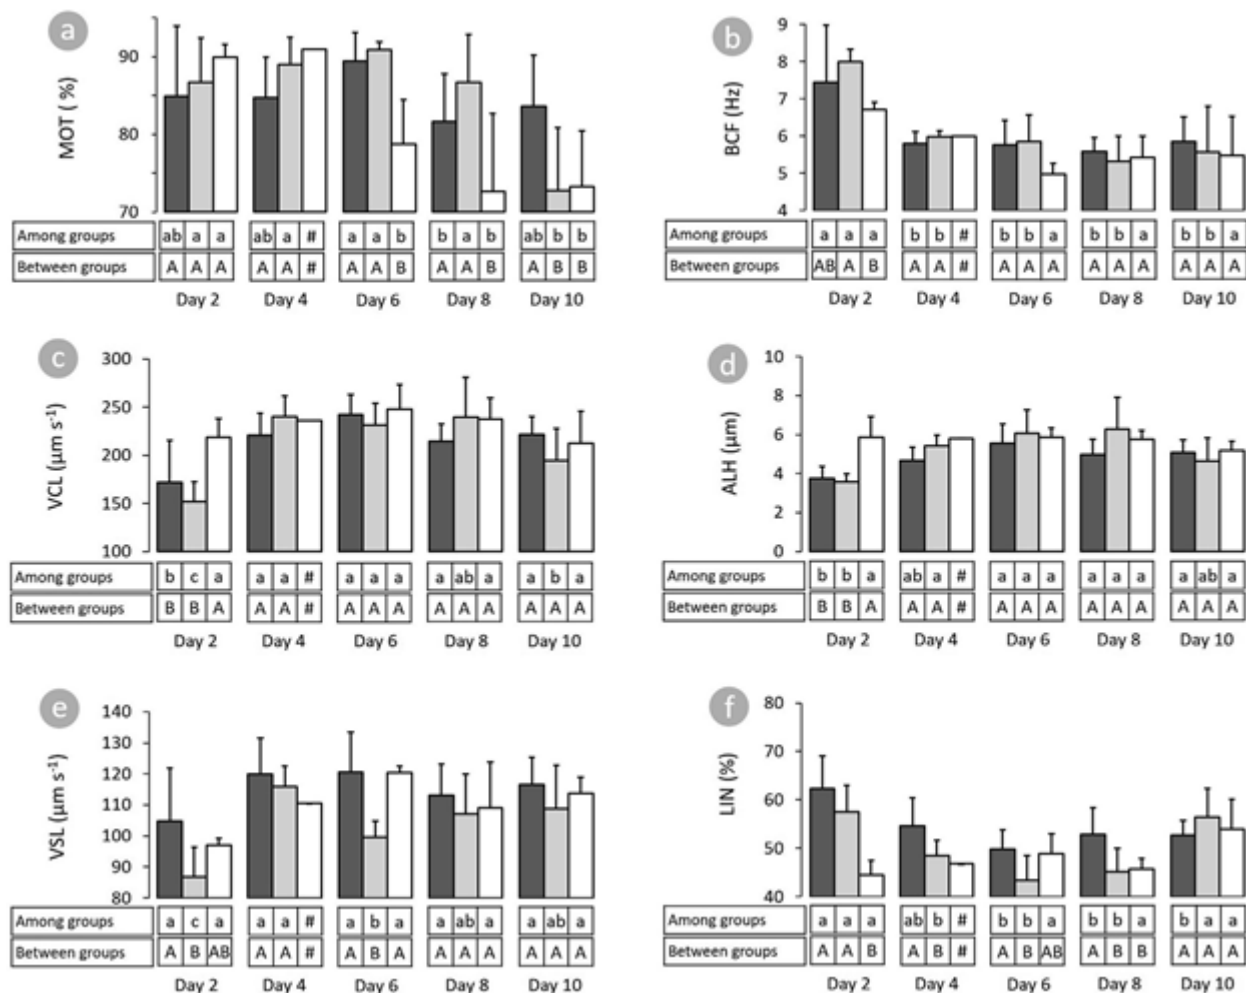 a
MOT ( %)
90
80
70
Among groups ab a a ab a # a a b b a b ab b b
Between groups A A A A A # A A B A A B A B B
Day 2 Day 4 Day 6 Day 8 Day 10
b
BCF (Hz)
9
8
7
6
5
4
Among groups a a a b b # b b a b b a b b a
Between groups AB A B A A # A A A A A A A A A
Day 2 Day 4 Day 6 Day 8 Day 10
c
VCL (µm s-1)
300
250
200
150
100
Among groups b c a a a # a a a a ab a a b a
Between groups B B A A A # A A A A A A A A A
Day 2 Day 4 Day 6 Day 8 Day 10
d
ALH (µm)
10
8
6
4
2
0
Among groups b b a ab a # a a a a a a a ab a
Between groups B B A A A # A A A A A A A A A
Day 2 Day 4 Day 6 Day 8 Day 10
e
VSL (µm s-1)
140
130
120
110
100
90
80
Among groups a c a a a # a b a a ab a a ab a
Between groups A B AB A A # A B A A A A A A A
Day 2 Day 4 Day 6 Day 8 Day 10
f
LIN (%)
80
70
60
50
40
Among groups a a a ab b # b b a b b a b a a
Between groups A A B A B # A B AB A B B A A A
Day 2 Day 4 Day 6 Day 8 Day 10